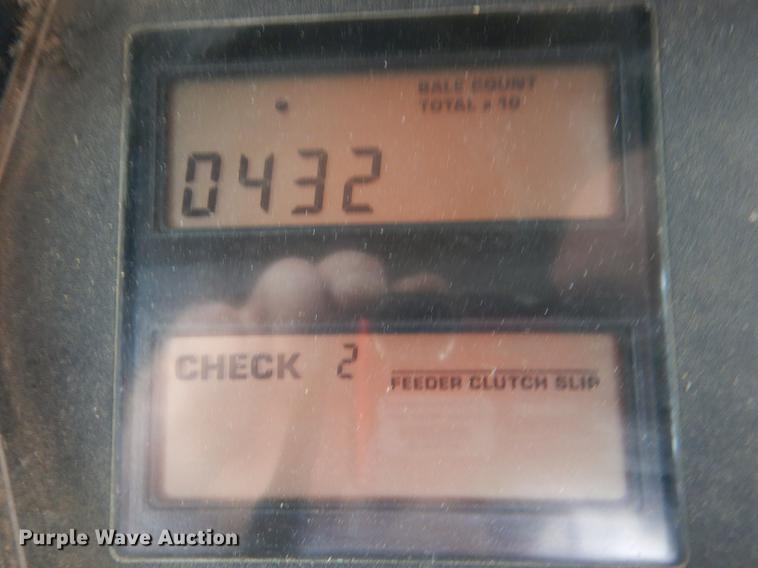 BALE COUNT
TOTAL x 10
0432
CHECK 2
FEEDER CLUTCH SLIP
Purple Wave Auction